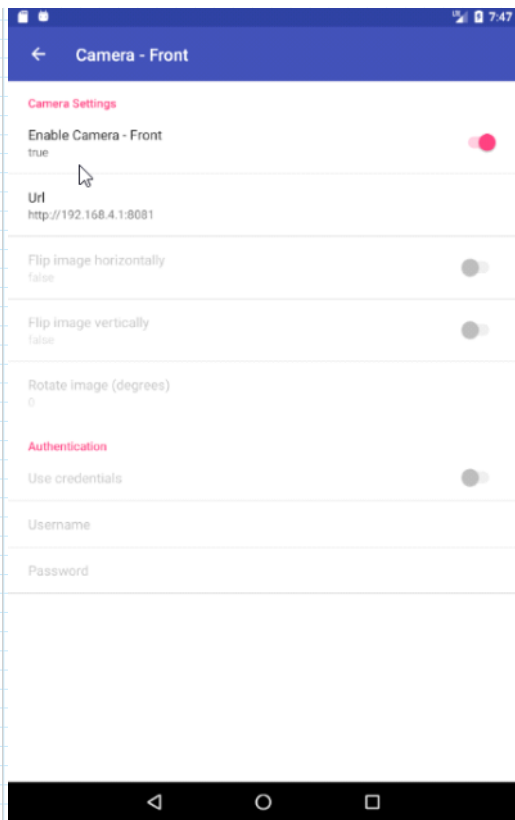 7:47
Camera - Front
Camera Settings
Enable Camera - Front
true
Url
http://192.168.4.1:8081
Flip image horizontally
false
Flip image vertically
false
Rotate image (degrees)
0
Authentication
Use credentials
Username
Password